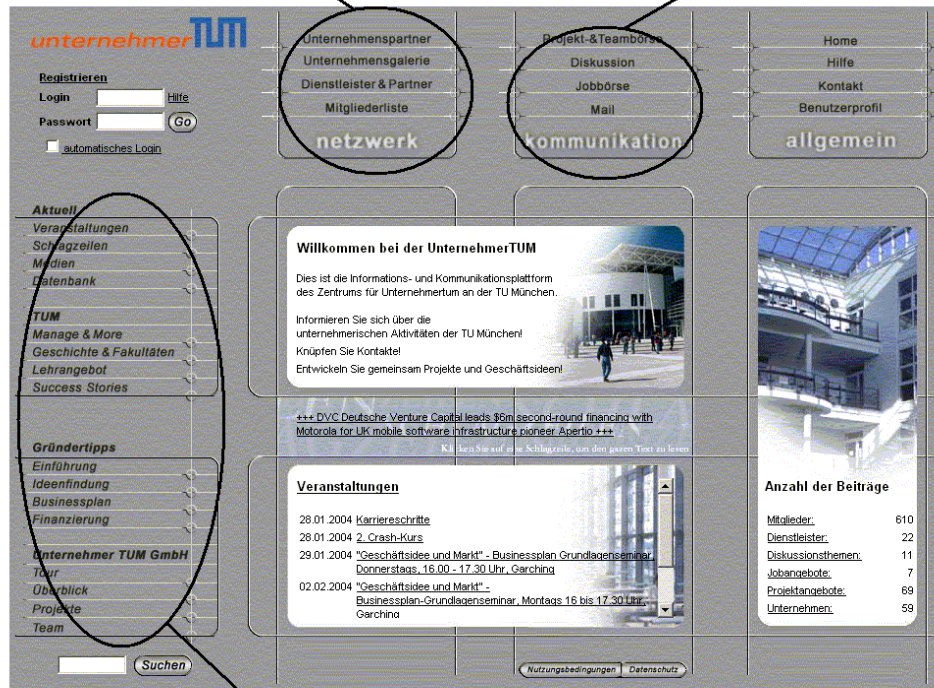 unternehmerTUM
Registrieren
Login Hilfe
Passwort Go
automatisches Login
Unternehmenspartner
Unternehmensgalerie
Dienstleister & Partner
Mitgliederliste
netzwerk
Projekt-&Teambörse
Diskussion
Jobbörse
Mail
kommunikation
Home
Hilfe
Kontakt
Benutzerprofil
allgemein
Aktuell
Veranstaltungen
Schlagzeilen
Medien
Datenbank
TUM
Manage & More
Geschichte & Fakultäten
Lehrangebot
Success Stories
Gründertipps
Einführung
Ideenfindung
Businessplan
Finanzierung
Unternehmer TUM GmbH
Tour
Überblick
Projekte
Team
Suchen
Willkommen bei der UnternehmerTUM
Dies ist die Informations- und Kommunikationsplattform
des Zentrums für Unternehmertum an der TU München.
Informieren Sie sich über die
unternehmerischen Aktivitäten der TU München!
Knüpfen Sie Kontakte!
Entwickeln Sie gemeinsam Projekte und Geschäftsideen!
+++ DVC Deutsche Venture Capital leads $6m second-round financing with
Motorola for UK mobile software infrastructure pioneer Apertio +++
Klicken Sie auf eine Schlagzeile, um den ganzen Text zu lesen
Veranstaltungen
28.01.2004 Karriereschritte
28.01.2004 2. Crash-Kurs
29.01.2004 "Geschäftsidee und Markt" - Businessplan Grundlagenseminar,
Donnerstags, 16.00 - 17.30 Uhr, Garching
02.02.2004 "Geschäftsidee und Markt" -
Businessplan-Grundlagenseminar, Montags 16 bis 17.30 Uhr,
Garching
Anzahl der Beiträge
Mitglieder: 610
Dienstleister: 22
Diskussionsthemen: 11
Jobangebote: 7
Projektangebote: 69
Unternehmen: 59
Nutzungsbedingungen Datenschutz